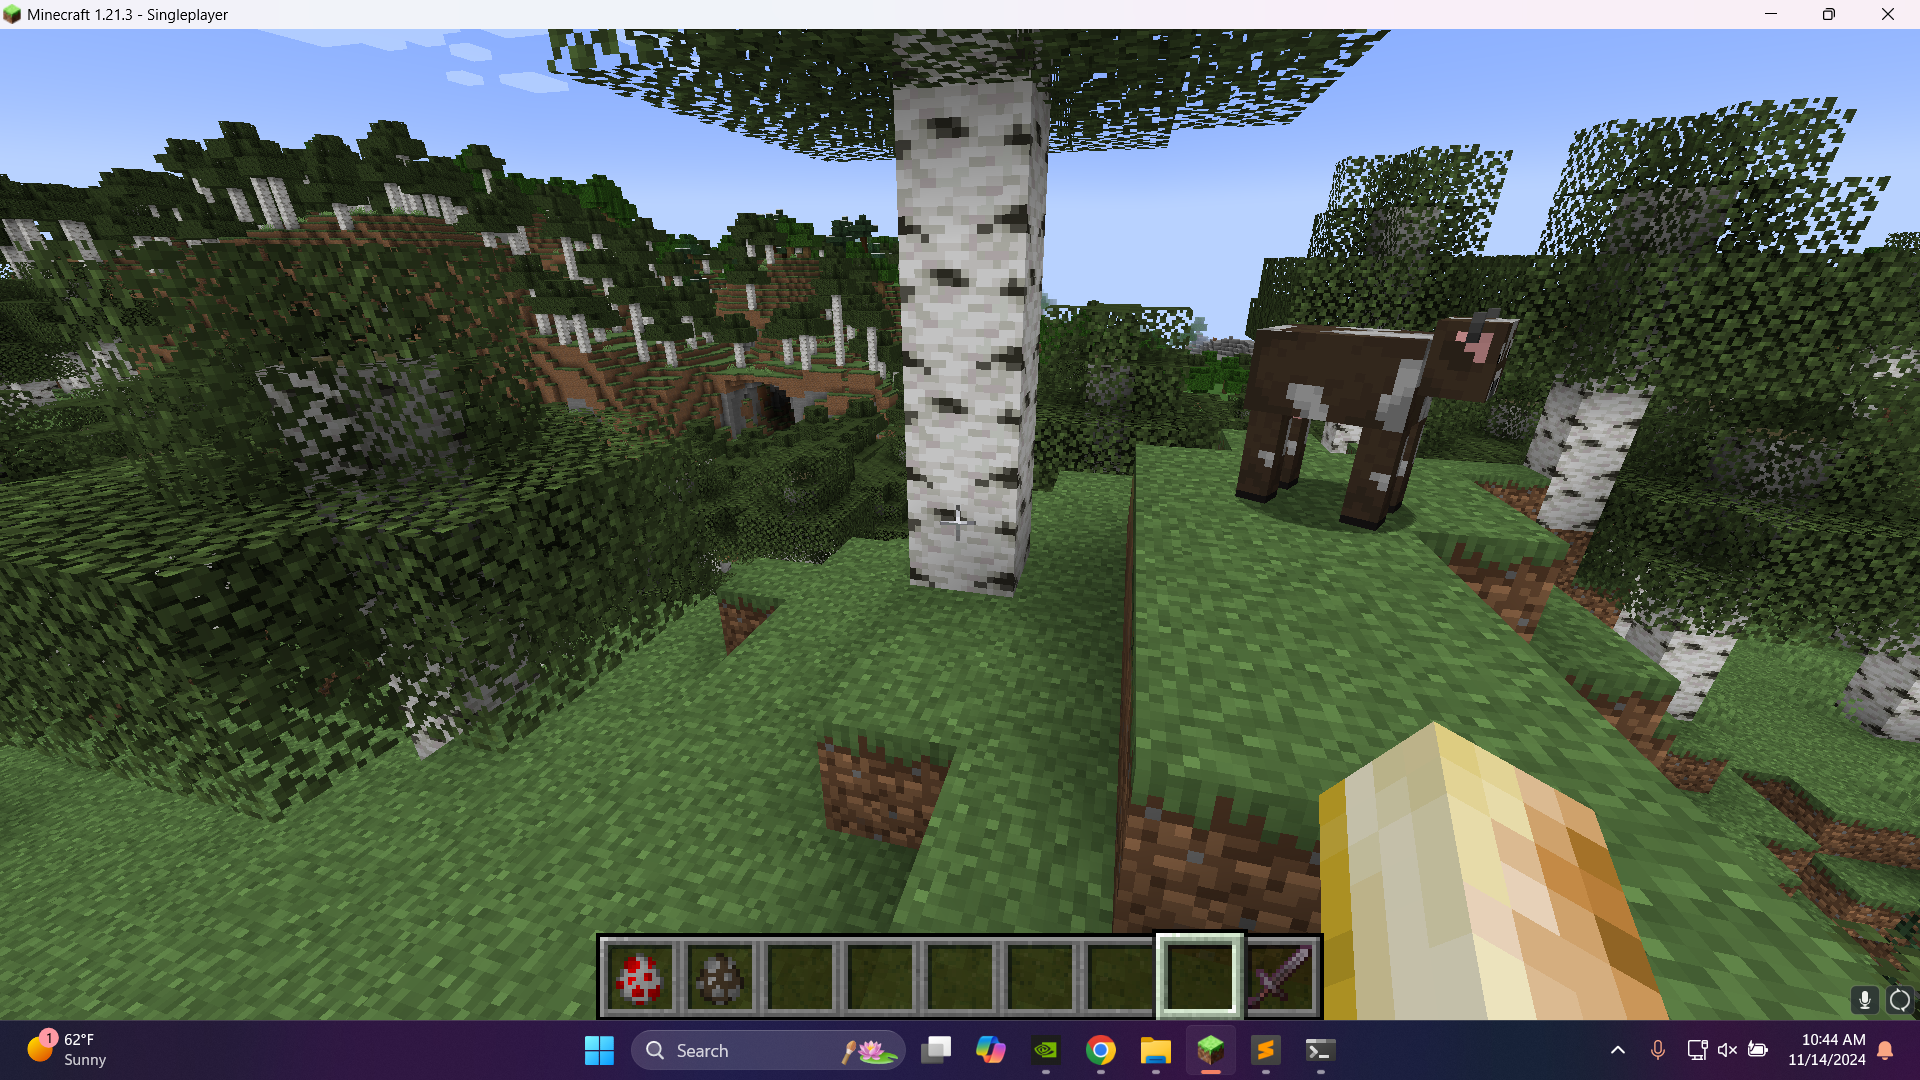 Minecraft 1.21.3 - Singleplayer
1
62°F
Sunny
Search
10:44 AM
11/14/2024